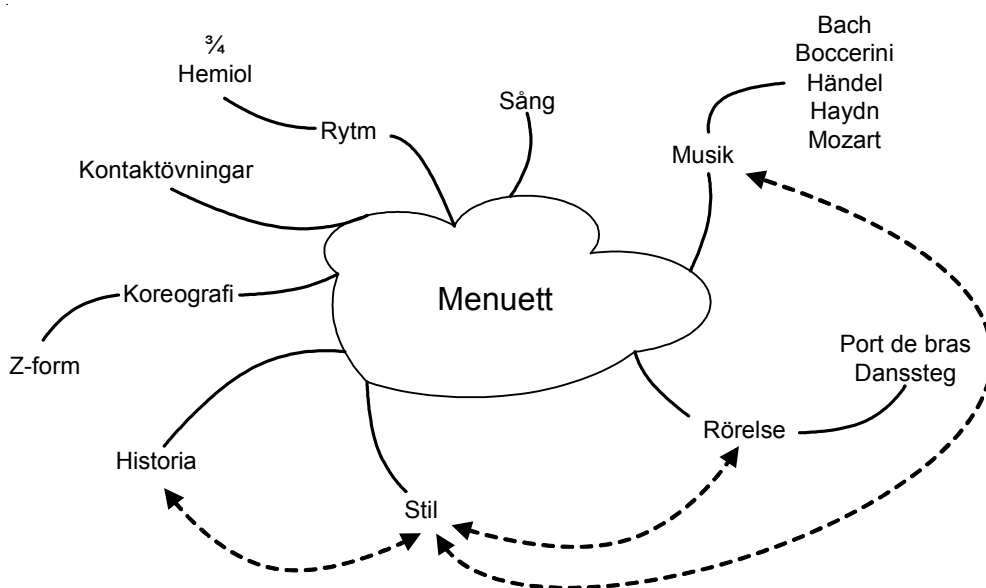 ¾
Hemiol
Rytm
Sång
Bach
Boccerini
Händel
Haydn
Mozart
Musik
Kontaktövningar
Koreografi
Z-form
Menuett
Port de bras
Danssteg
Rörelse
Historia
Stil